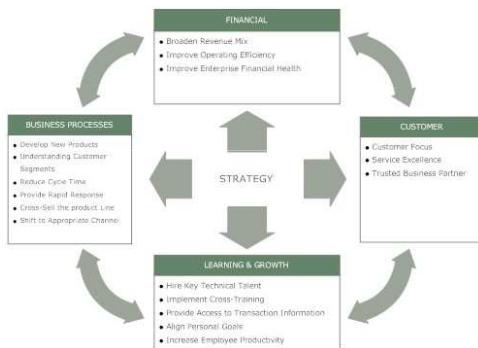 FINANCIAL
● Broaden Revenue Mix
● Improve Operating Efficiency
● Improve Enterprise Financial Health
BUSINESS PROCESSES
● Develop New Products
● Understanding Customer
Segments
● Reduce Cycle Time
● Provide Rapid Response
● Cross-Sell the product Line
● Shift to Appropriate Channel
STRATEGY
CUSTOMER
● Customer Focus
● Service Excellence
● Trusted Business Partner
LEARNING & GROWTH
● Hire Key Technical Talent
● Implement Cross-Training
● Provide Access to Transaction Information
● Align Personal Goals
● Increase Employee Productivity